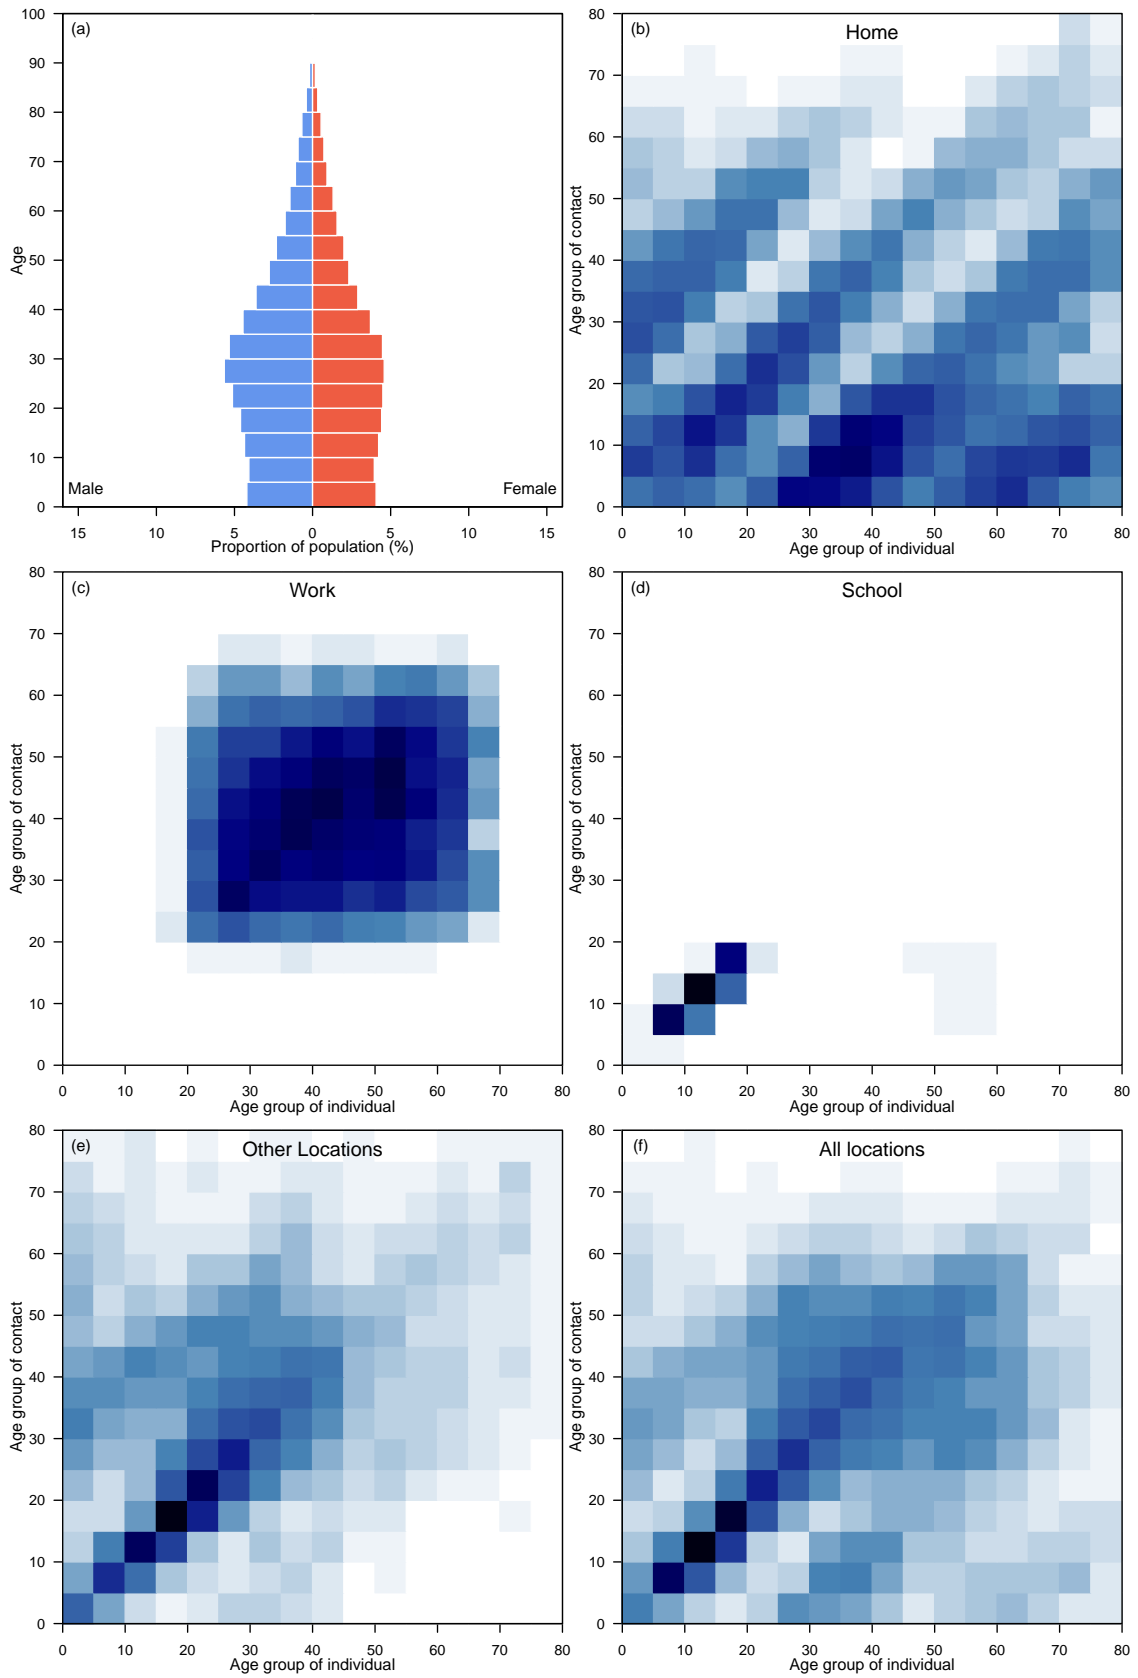 (a)
100
90
80
70
60
50
40
30
20
10
0
Age
Male
Female
15 10 5 0 5 10 15
Proportion of population (%)
(b)
Home
80
70
60
50
40
30
20
10
0
Age group of contact
0 10 20 30 40 50 60 70 80
Age group of individual
(c)
Work
80
70
60
50
40
30
20
10
0
Age group of contact
0 10 20 30 40 50 60 70 80
Age group of individual
(d)
School
80
70
60
50
40
30
20
10
0
Age group of contact
0 10 20 30 40 50 60 70 80
Age group of individual
(e)
Other Locations
80
70
60
50
40
30
20
10
0
Age group of contact
0 10 20 30 40 50 60 70 80
Age group of individual
(f)
All locations
80
70
60
50
40
30
20
10
0
Age group of contact
0 10 20 30 40 50 60 70 80
Age group of individual